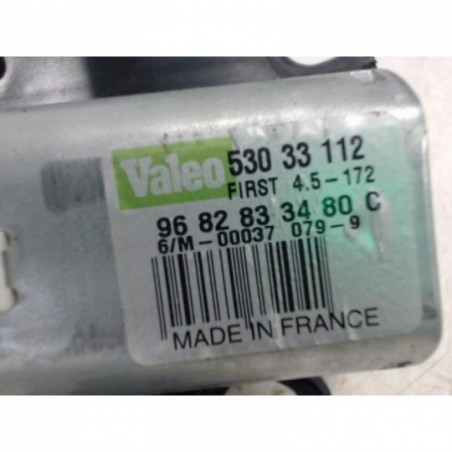 Valeo 530 33 112
FIRST 4.5-172
96 82 83 34 80 C
6/M-00037 079-9
MADE IN FRANCE